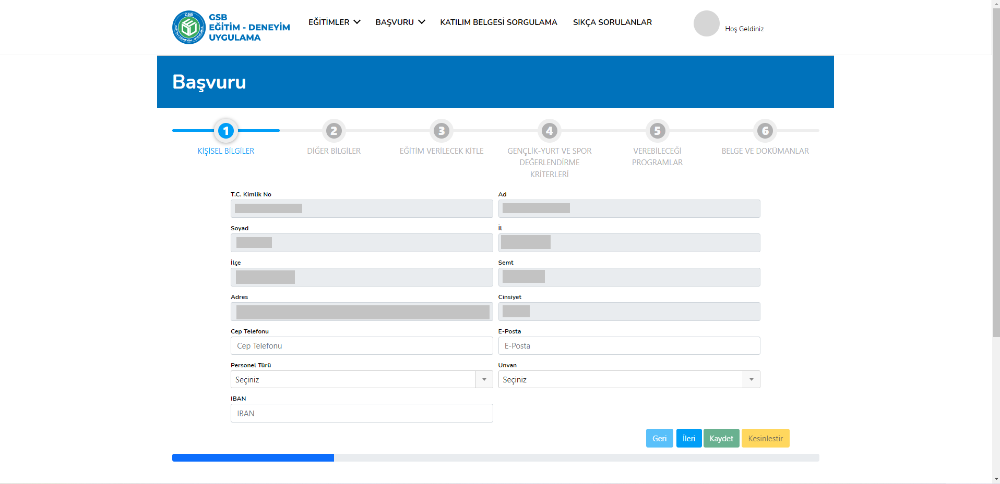 GSB
EĞİTİM - DENEYİM
UYGULAMA
EĞİTİMLER
BAŞVURU
KATILIM BELGESİ SORGULAMA
SIKÇA SORULANLAR
Hoş Geldiniz
Başvuru
1
2
3
4
5
6
KİŞİSEL BİLGİLER
DİĞER BİLGİLER
EĞİTİM VERİLECEK KİTLE
GENÇLİK-YURT VE SPOR
DEĞERLENDİRME
KRİTERLERİ
VEREBİLECEĞİ
PROGRAMLAR
BELGE VE DOKÜMANLAR
T.C. Kimlik No
Ad
Soyad
İl
İlçe
Semt
Adres
Cinsiyet
Cep Telefonu
E-Posta
Cep Telefonu
E-Posta
Personel Türü
Unvan
Seçiniz
Seçiniz
IBAN
IBAN
Geri
İleri
Kaydet
Kesinlestir